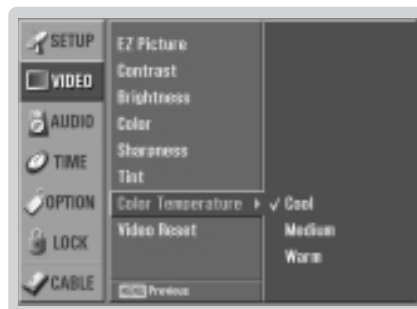 SETUP
VIDEO
AUDIO
TIME
OPTION
LOCK
CABLE
EZ Picture
Contrast
Brightness
Color
Sharpness
Tint
Color Temperature
Video Reset
MENU Previous
Cool
Medium
Warm